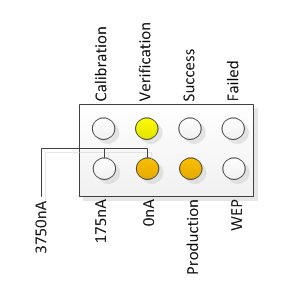 Calibration
Verification
Success
Failed
3750nA
175nA
0nA
Production
WEP